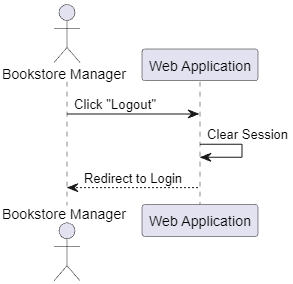 Bookstore Manager
Web Application
Click "Logout"
Clear Session
Redirect to Login
Bookstore Manager
Web Application